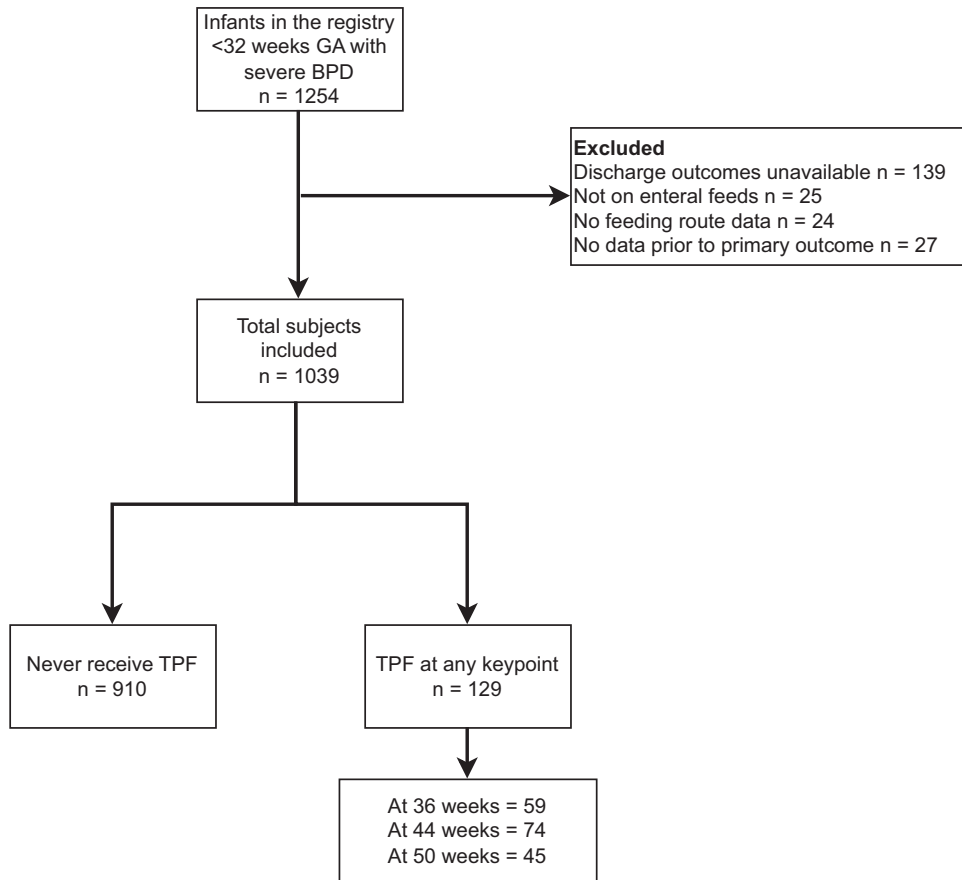 Infants in the registry
<32 weeks GA with
severe BPD
n = 1254
Excluded
Discharge outcomes unavailable n = 139
Not on enteral feeds n = 25
No feeding route data n = 24
No data prior to primary outcome n = 27
Total subjects
included
n = 1039
Never receive TPF
n = 910
TPF at any keypoint
n = 129
At 36 weeks = 59
At 44 weeks = 74
At 50 weeks = 45